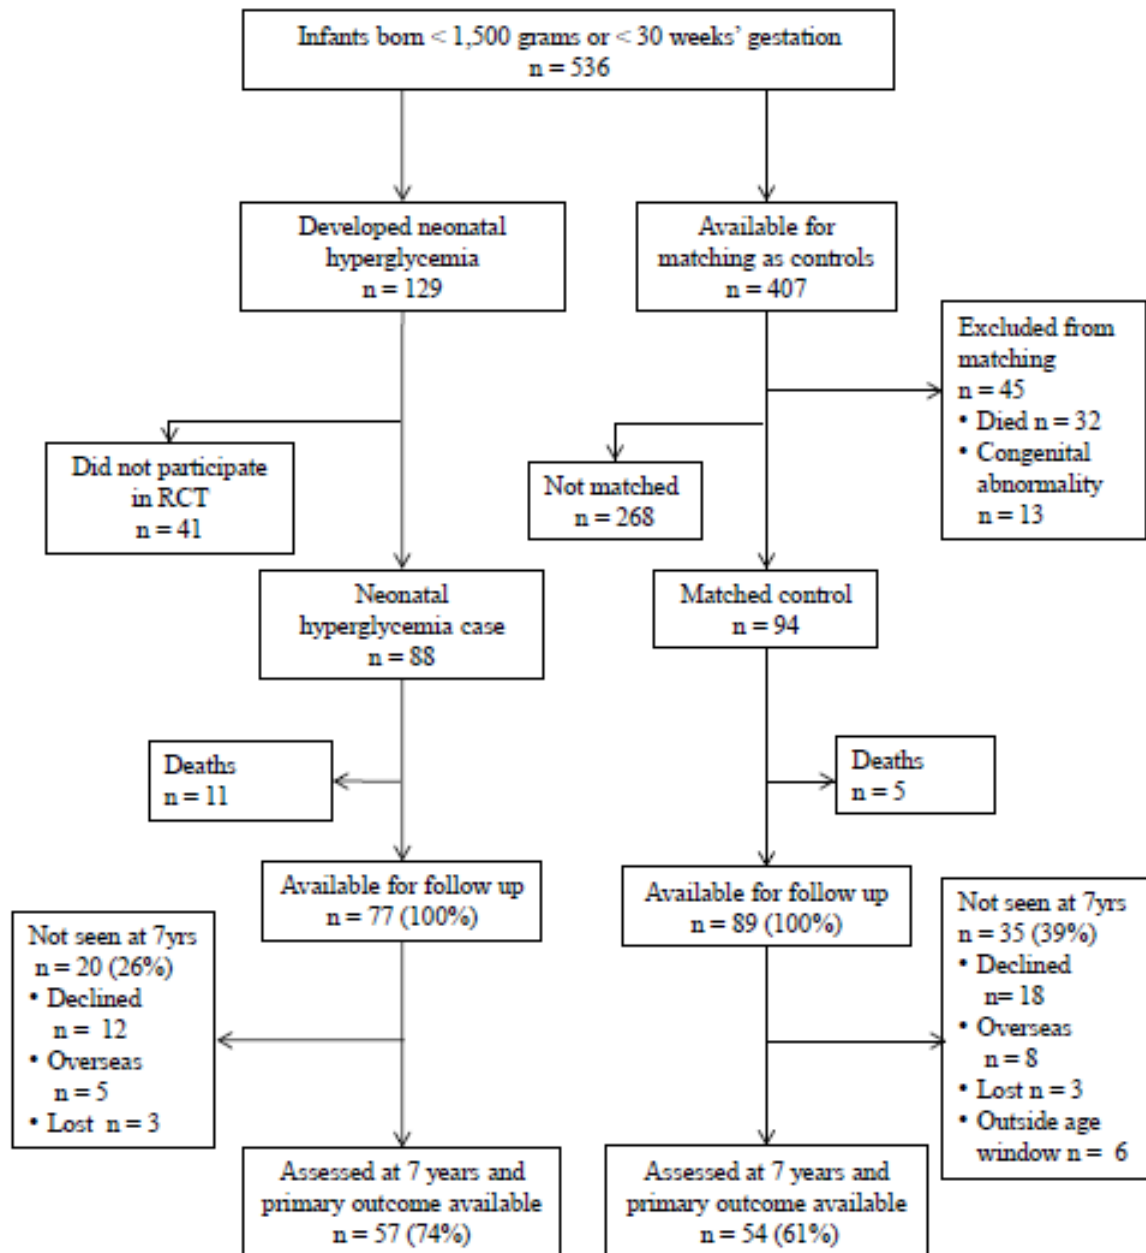 Infants born < 1,500 grams or < 30 weeks' gestation
n = 536
Developed neonatal
hyperglycemia
n = 129
Available for
matching as controls
n = 407
Excluded from
matching
n = 45
• Died n = 32
• Congenital
abnormality
n = 13
Did not participate
in RCT
n = 41
Not matched
n = 268
Neonatal
hyperglycemia case
n = 88
Matched control
n = 94
Deaths
n = 11
Deaths
n = 5
Available for follow up
n = 77 (100%)
Available for follow up
n = 89 (100%)
Not seen at 7yrs
n = 20 (26%)
• Declined
n = 12
• Overseas
n = 5
• Lost n = 3
Not seen at 7yrs
n = 35 (39%)
• Declined
n= 18
• Overseas
n = 8
• Lost n = 3
• Outside age
window n = 6
Assessed at 7 years and
primary outcome available
n = 57 (74%)
Assessed at 7 years and
primary outcome available
n = 54 (61%)